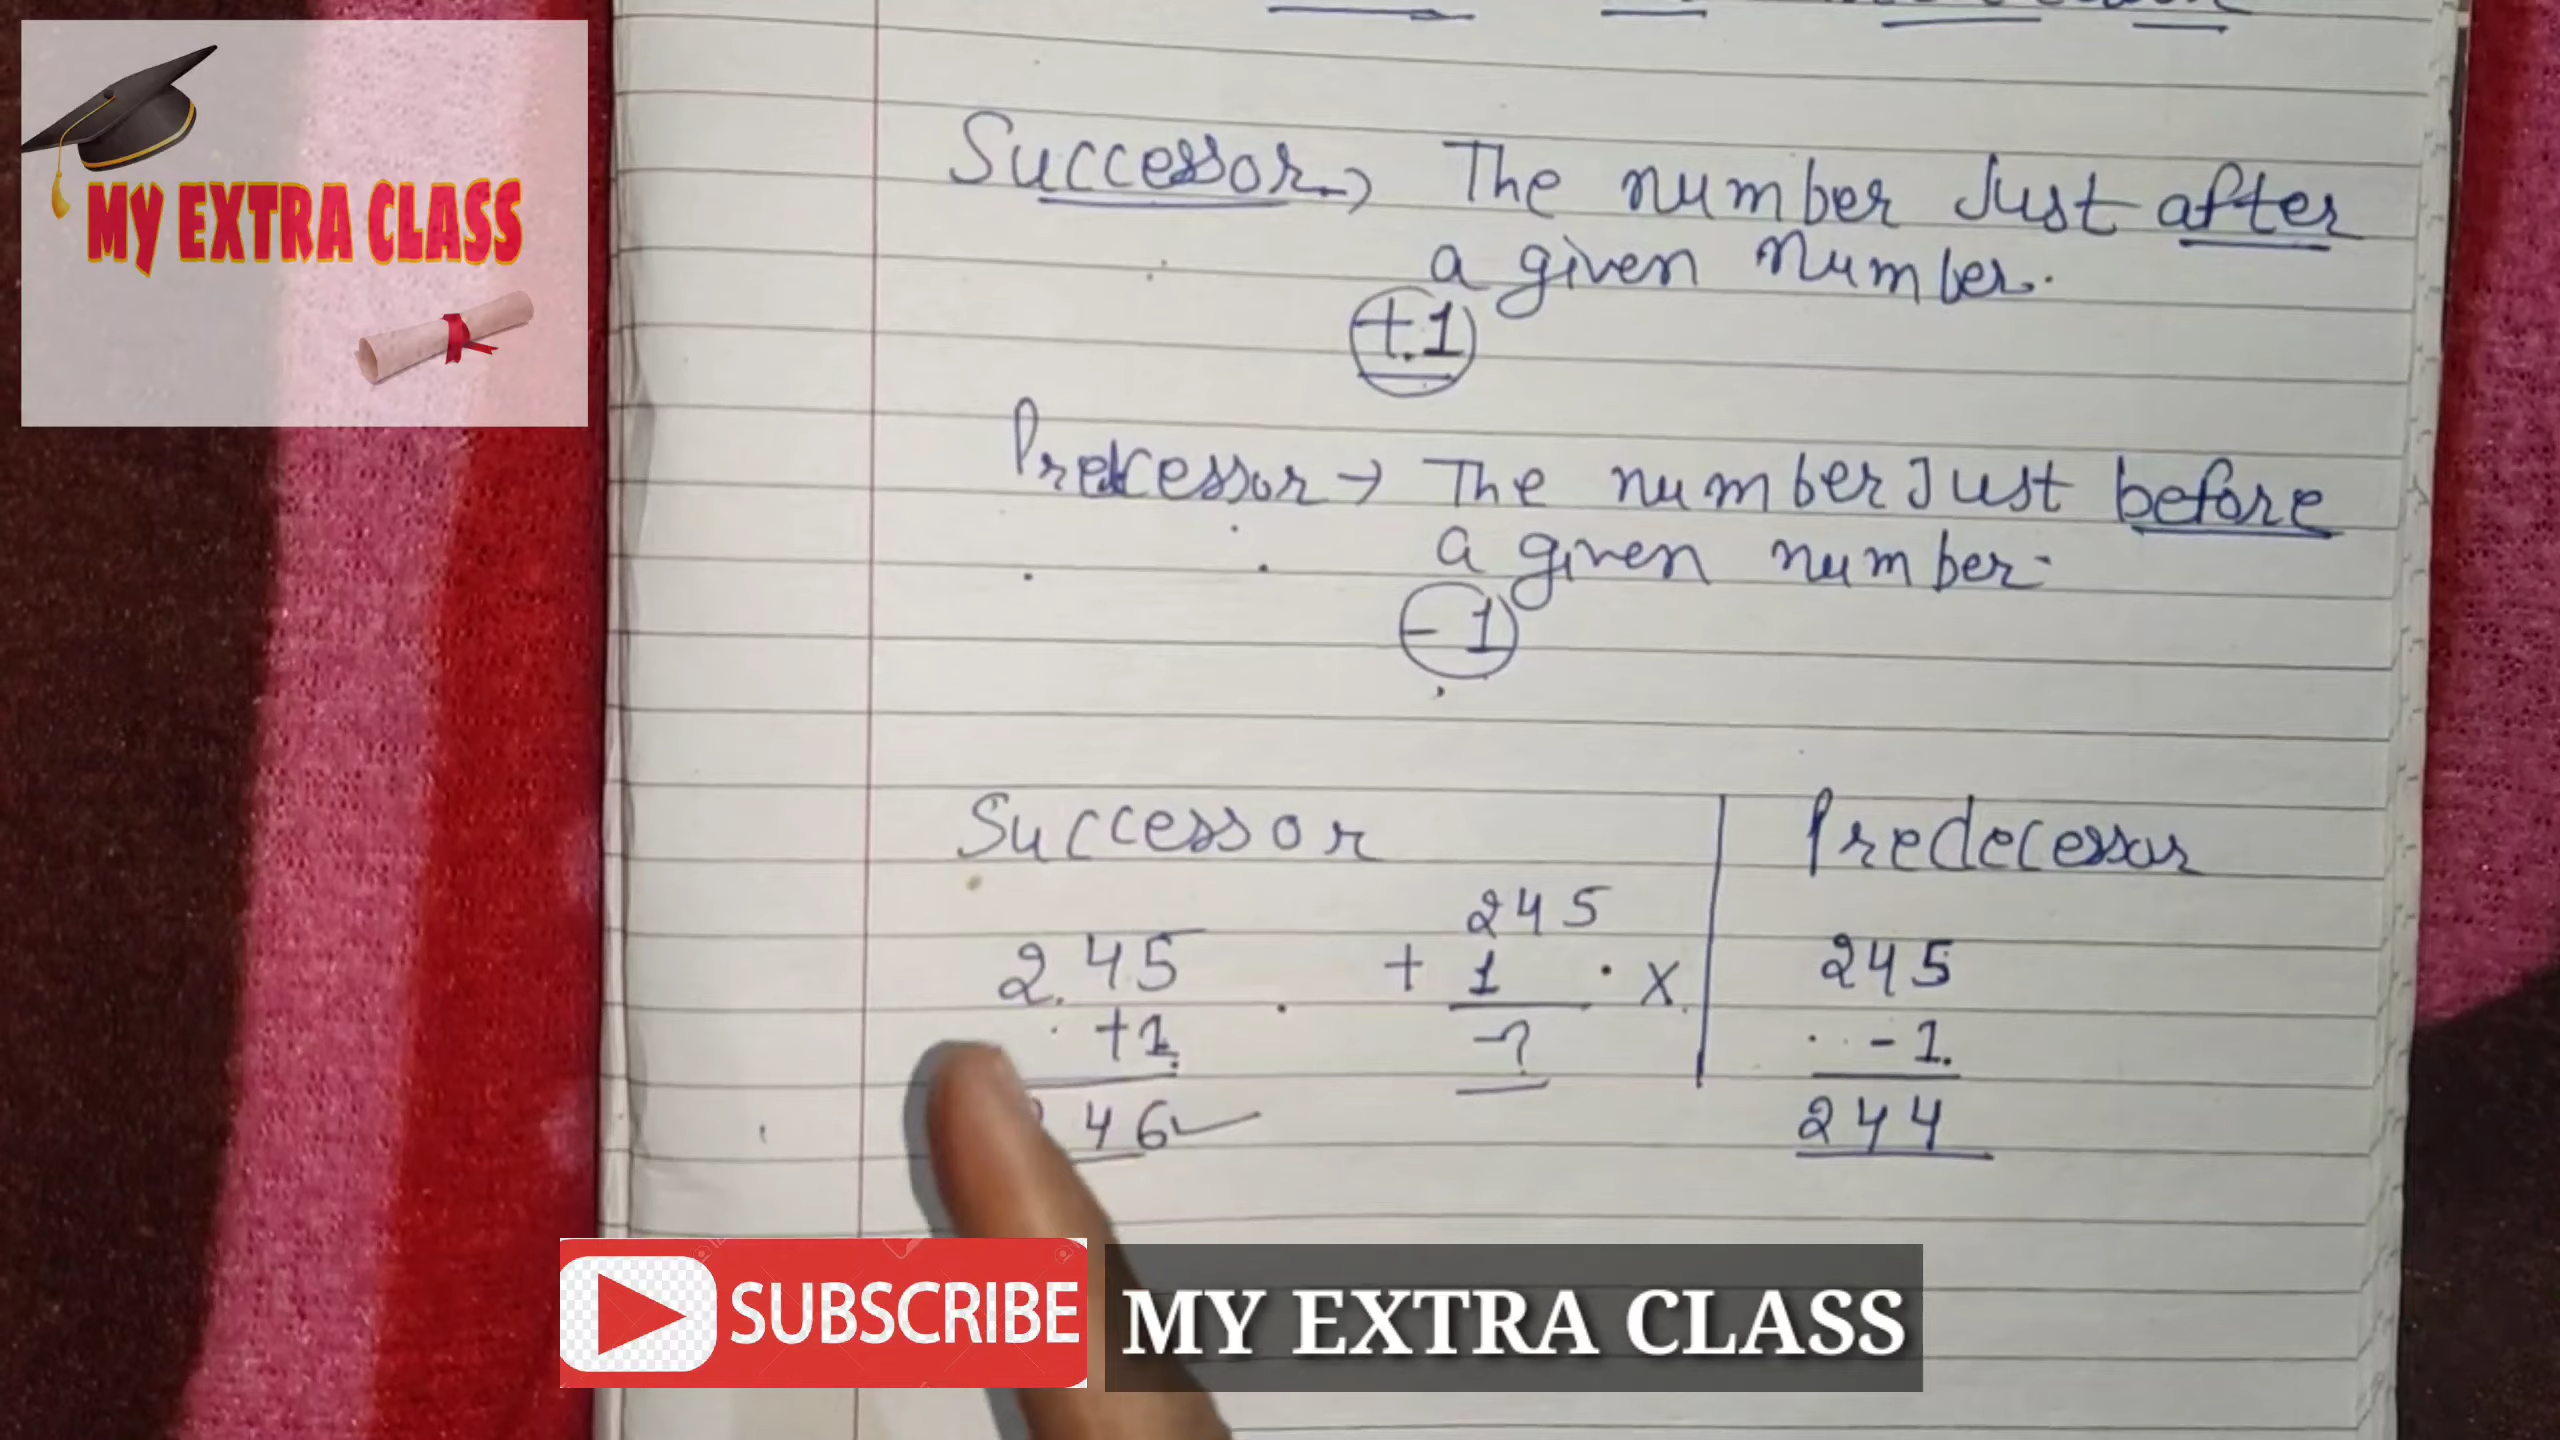 MY EXTRA CLASS
Successor → The number Just after
a given number.
+1
Predecessor → The number Just before
a given number.
-1
Successor
Predecessor
245
+1
46
245
+ 1 x
?
245
-1
244
SUBSCRIBE
MY EXTRA CLASS